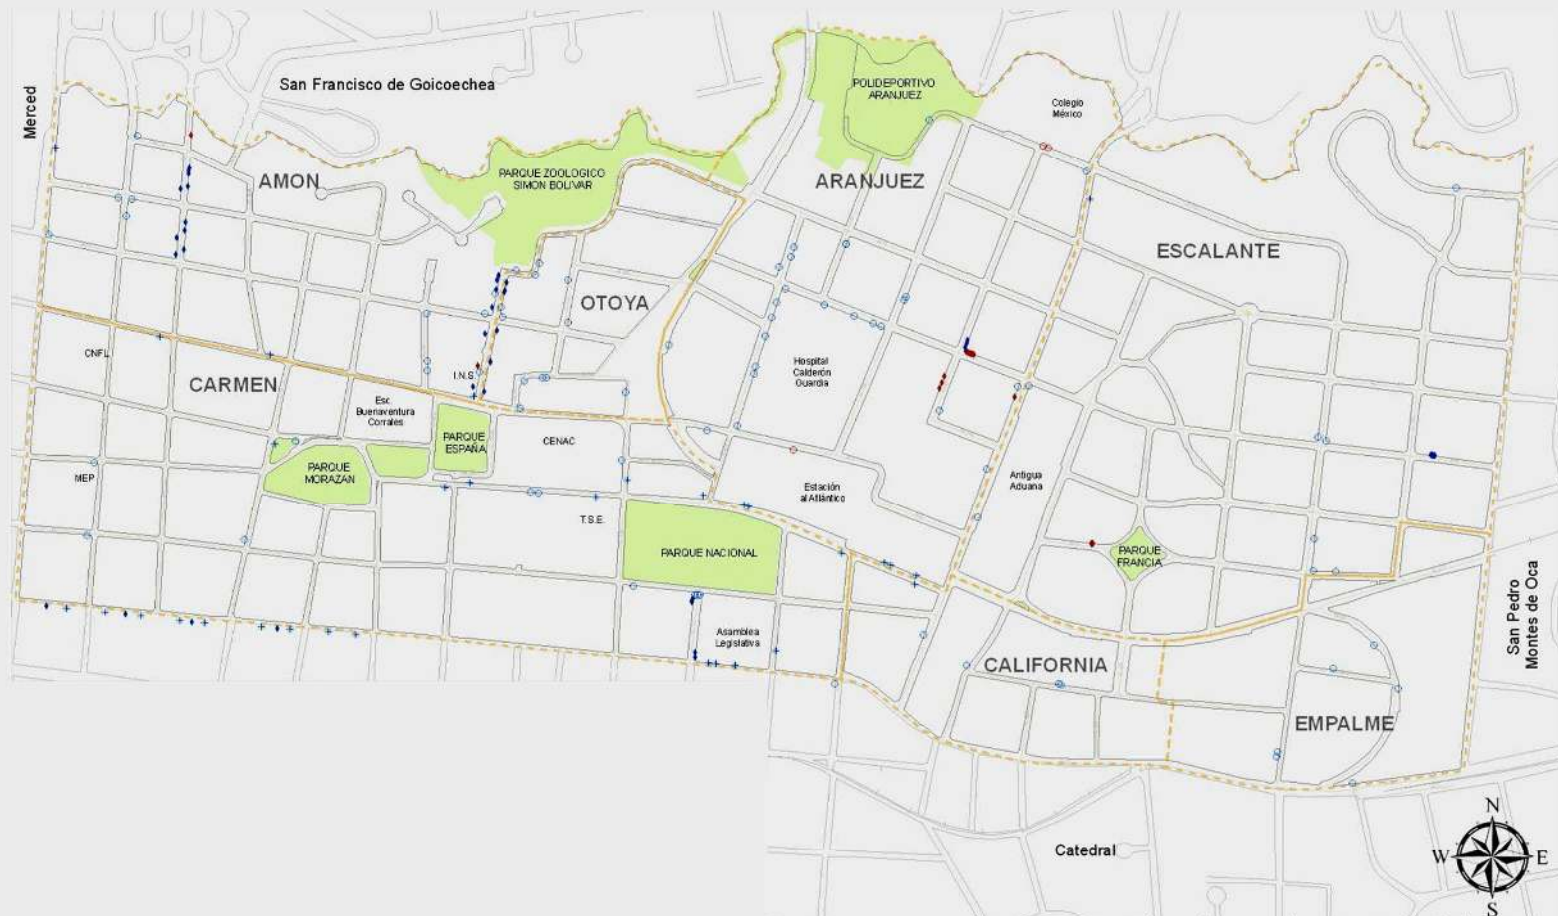 San Francisco de Goicoechea
Merced
POLIDEPORTIVO
ARANJUEZ
Colegio
México
AMON
PARQUE ZOOLOGICO
SIMON BOLIVAR
ARANJUEZ
ESCALANTE
OTOYA
CNFL
CARMEN
I.N.S.
Hospital
Calderón
Guardia
Esc.
Buenaventura
Corrales
PARQUE
ESPAÑA
CENAC
PARQUE
MORAZAN
MEP
Estación
al Atlántico
Antigua
Aduana
T.S.E.
PARQUE NACIONAL
PARQUE
FRANCIA
San Pedro
Montes de Oca
Asamblea
Legislativa
CALIFORNIA
EMPALME
Catedral
N
W
E
S